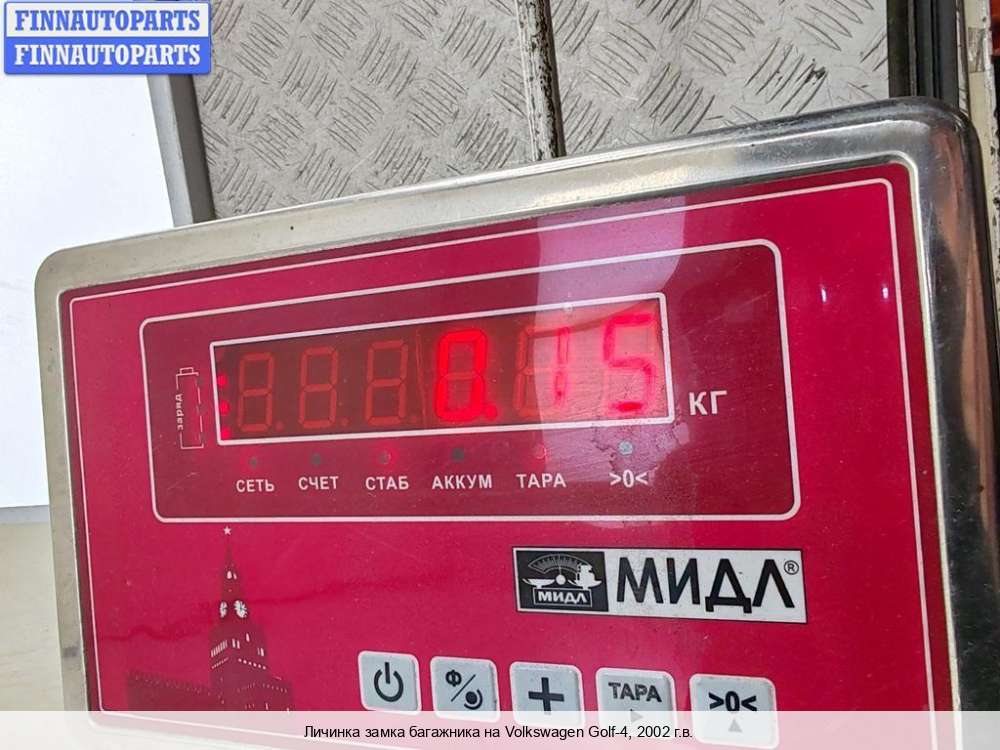 FINNAUTOPARTS
FINNAUTOPARTS
заряд
0.15 КГ
СЕТЬ СЧЕТ СТАБ АККУМ ТАРА >0<
МИДЛ МИДЛ®
Ф ТАРА >0<
Личинка замка багажника на Volkswagen Golf-4, 2002 г.в.